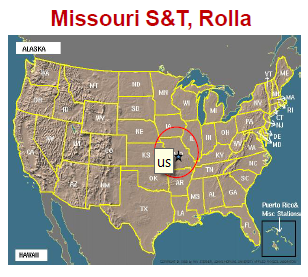 Missouri S&T, Rolla
ALASKA
WA
MT
ND
MN
VT
ME
OR
ID
SD
WI
MI
NY
MA
RI
WY
NE
IA
PA
CT
NJ
NV
UT
CO
KS
us
IL
IN
OH
DE
MD
CA
AZ
NM
OK
AR
KY
WV
VA
TN
NC
SC
TX
LA
MS
AL
GA
FL
Puerto Rico&
Misc Stations
HAWAII